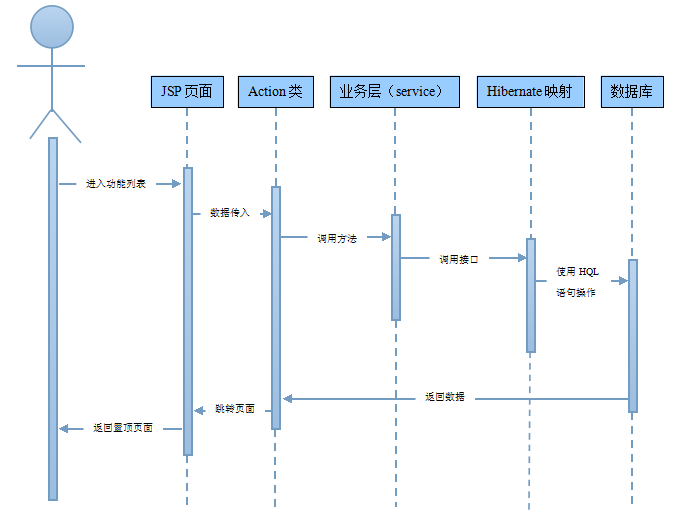 JSP 页面
Action 类
业务层（service）
Hibernate 映射
数据库
进入功能列表
数据传入
调用方法
调用接口
使用 HQL
语句操作
返回数据
跳转页面
返回置顶页面